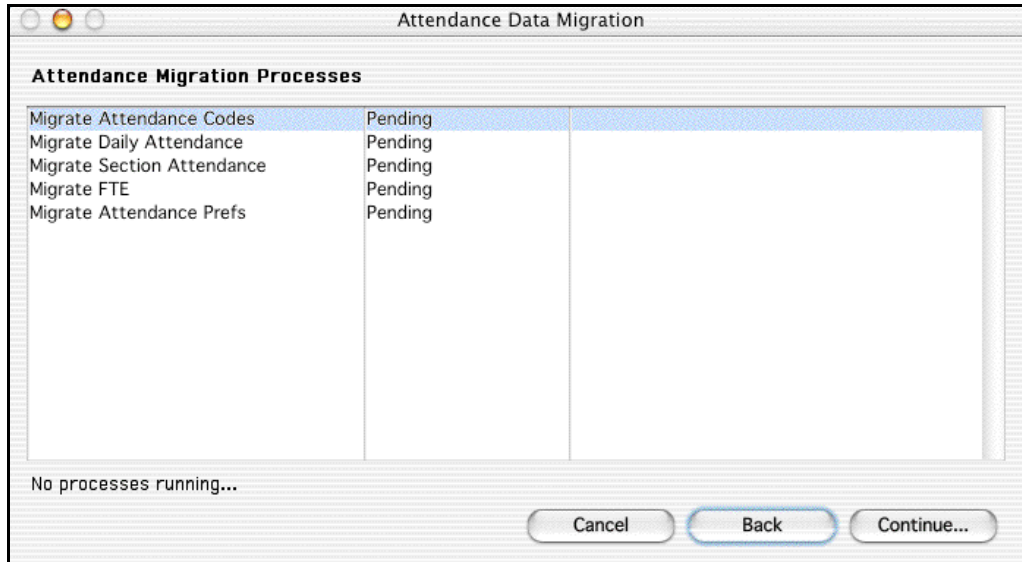 Attendance Data Migration
Attendance Migration Processes
Migrate Attendance Codes Pending
Migrate Daily Attendance Pending
Migrate Section Attendance Pending
Migrate FTE Pending
Migrate Attendance Prefs Pending
No processes running...
Cancel Back Continue...